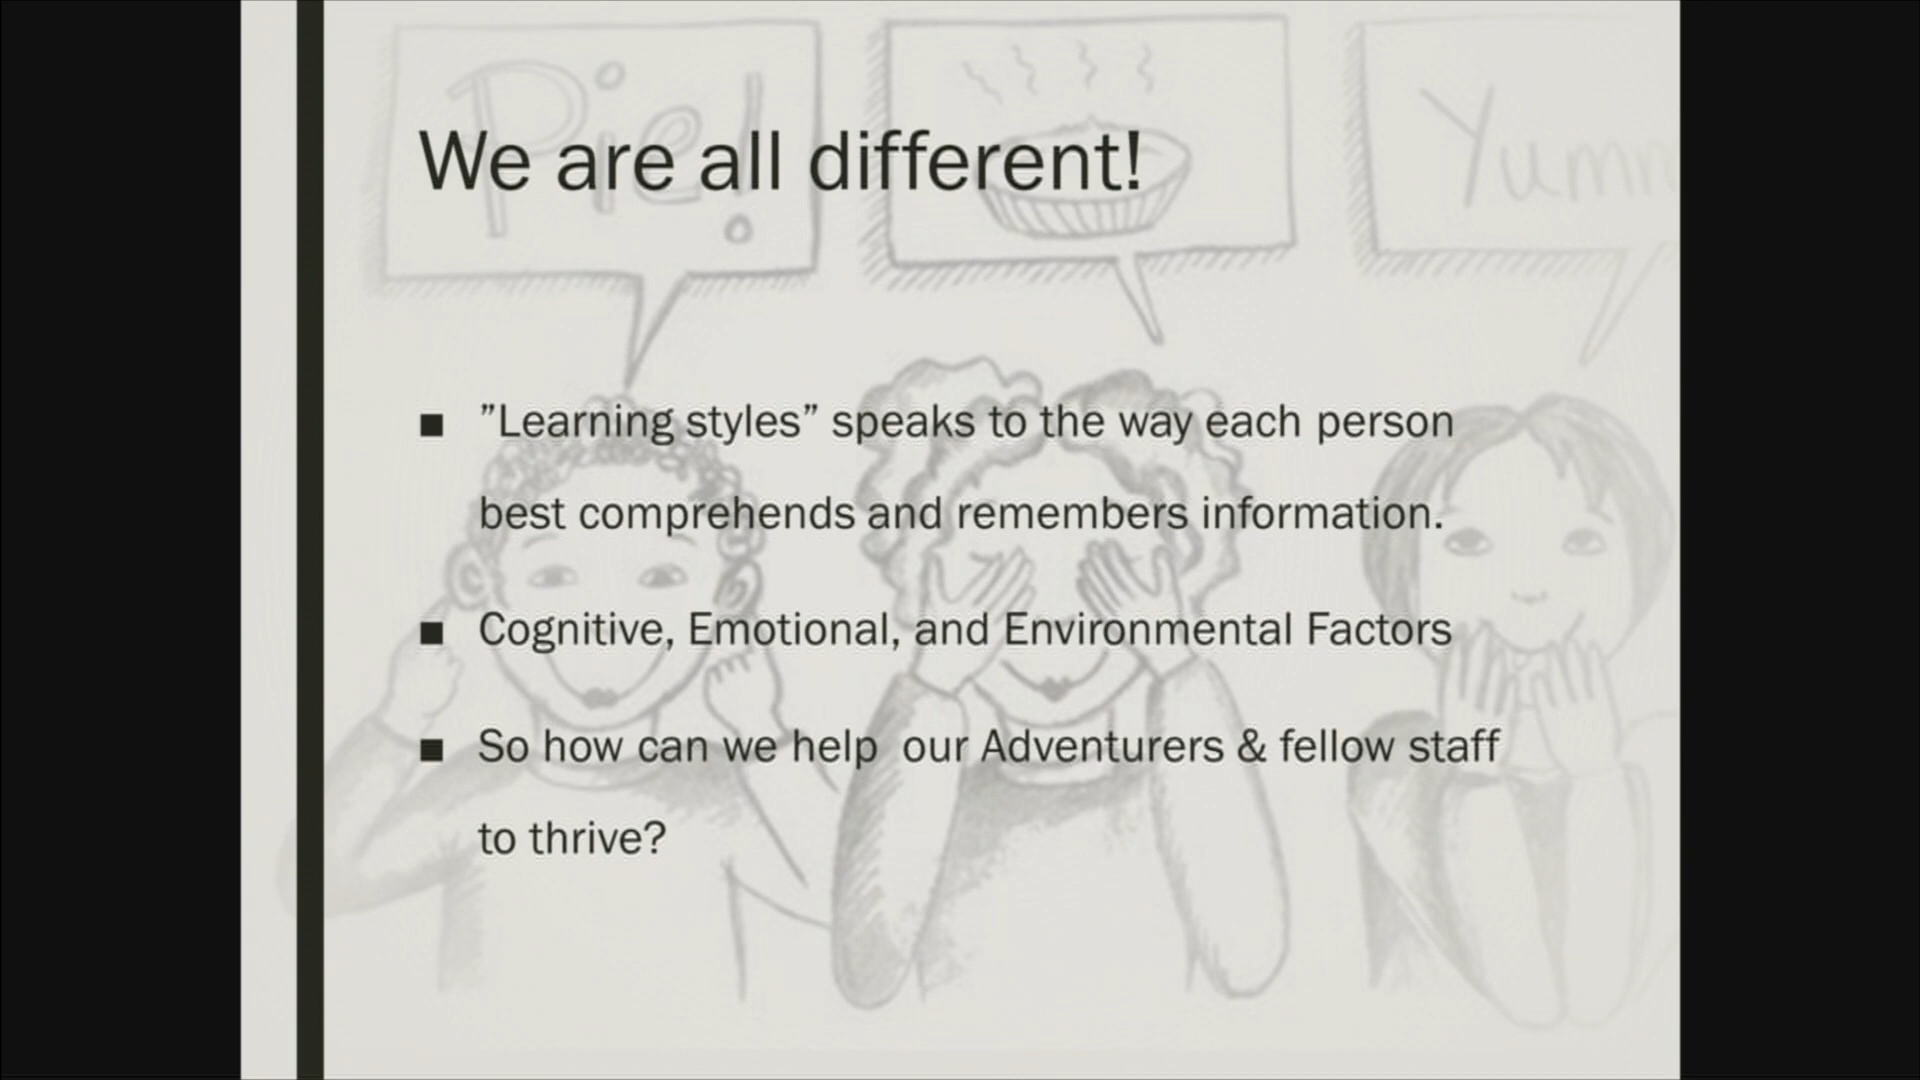 Pie!
Yumm
We are all different!
■ ”Learning styles” speaks to the way each person
best comprehends and remembers information.
■ Cognitive, Emotional, and Environmental Factors
■ So how can we help  our Adventurers & fellow staff
to thrive?